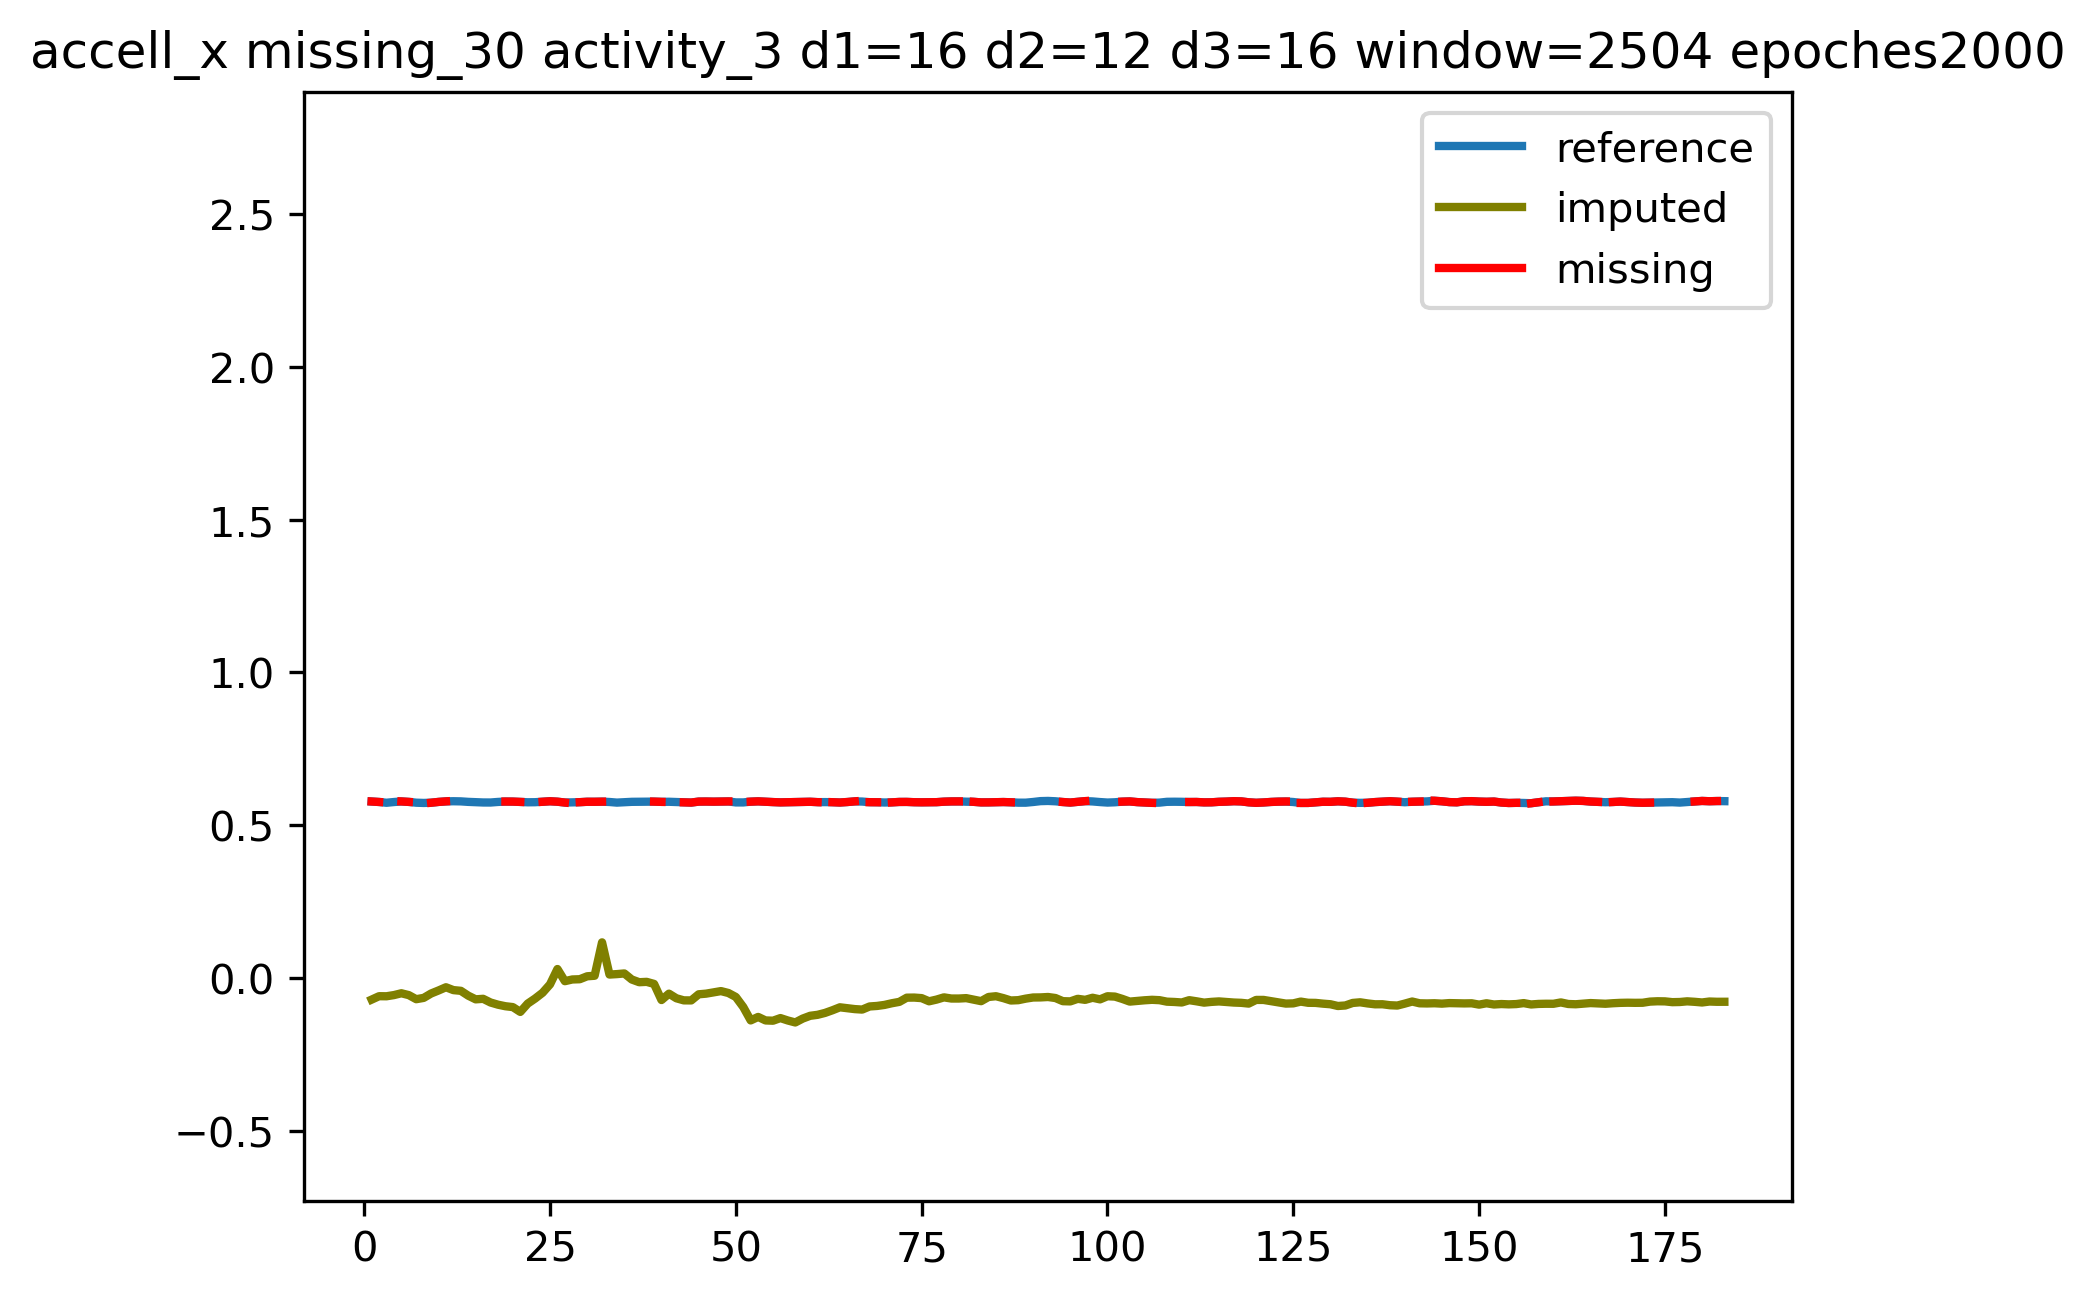 accell_x missing_30 activity_3 d1=16 d2=12 d3=16 window=2504 epoches2000
reference
imputed
missing
2.5
2.0
1.5
1.0
0.5
0.0
−0.5
0 25 50 75 100 125 150 175